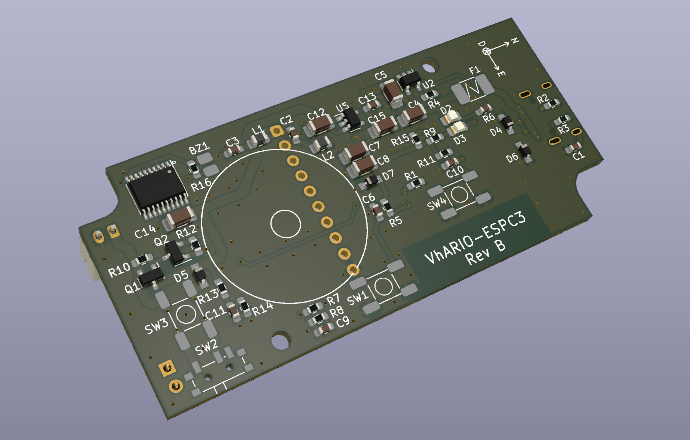 N
D
E
F1
C5
U2
R4
C13
U5
C12
C2
L1
C3
BZ1
C4
D2
R6
R2
C15
R15
R9
D3
D4
R3
L2
C7
C8
R11
D6
C1
D7
R1
C10
R16
SW4
C6
R5
C14
R12
Q2
VhARIO-ESPC3
Rev B
R10
Q1
D5
R13
C11
R14
SW1
R7
R8
C9
SW3
SW2